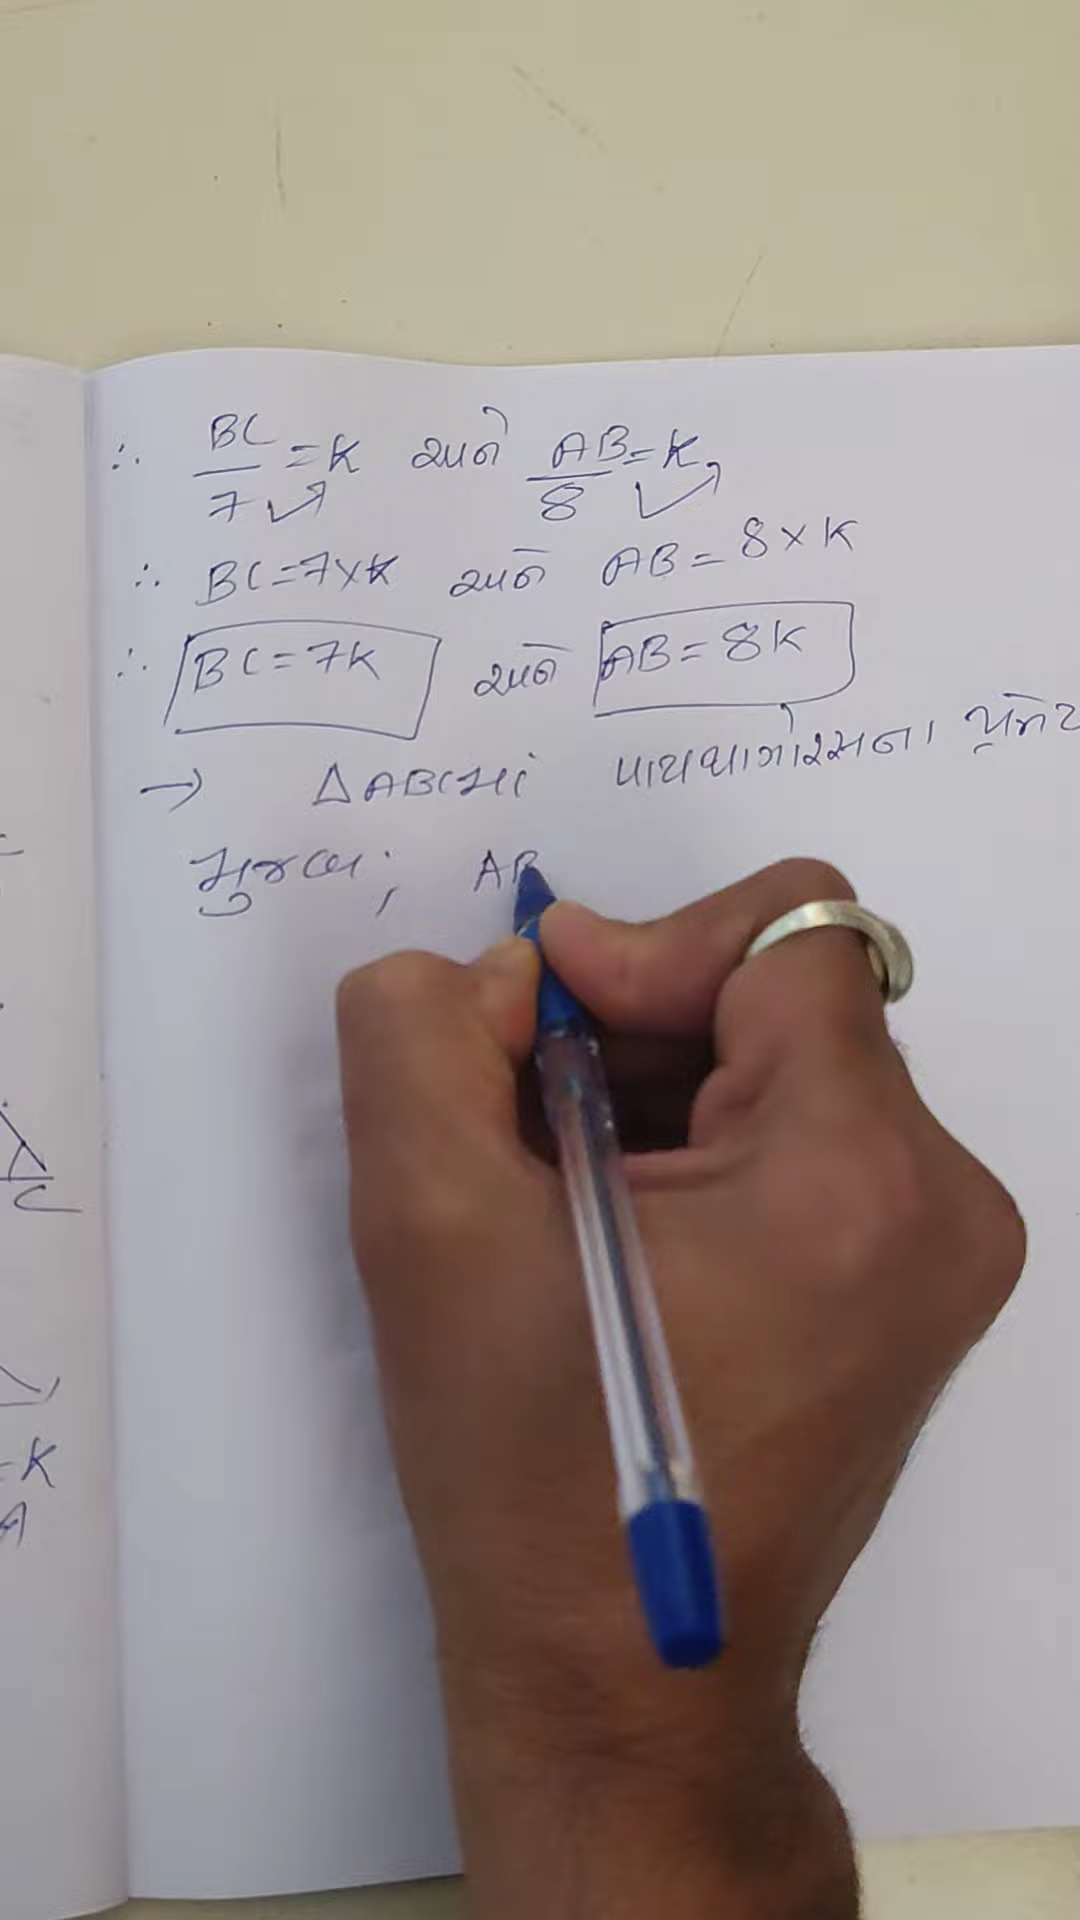 ∴ BC/7 = K અને AB/8 = K
∴ BC = 7×K અને AB = 8×K
∴ BC = 7K અને AB = 8K
→ ΔABCમાં પાયથાગોરસના પ્રમેય
મુજબ; AB
C
= K
A